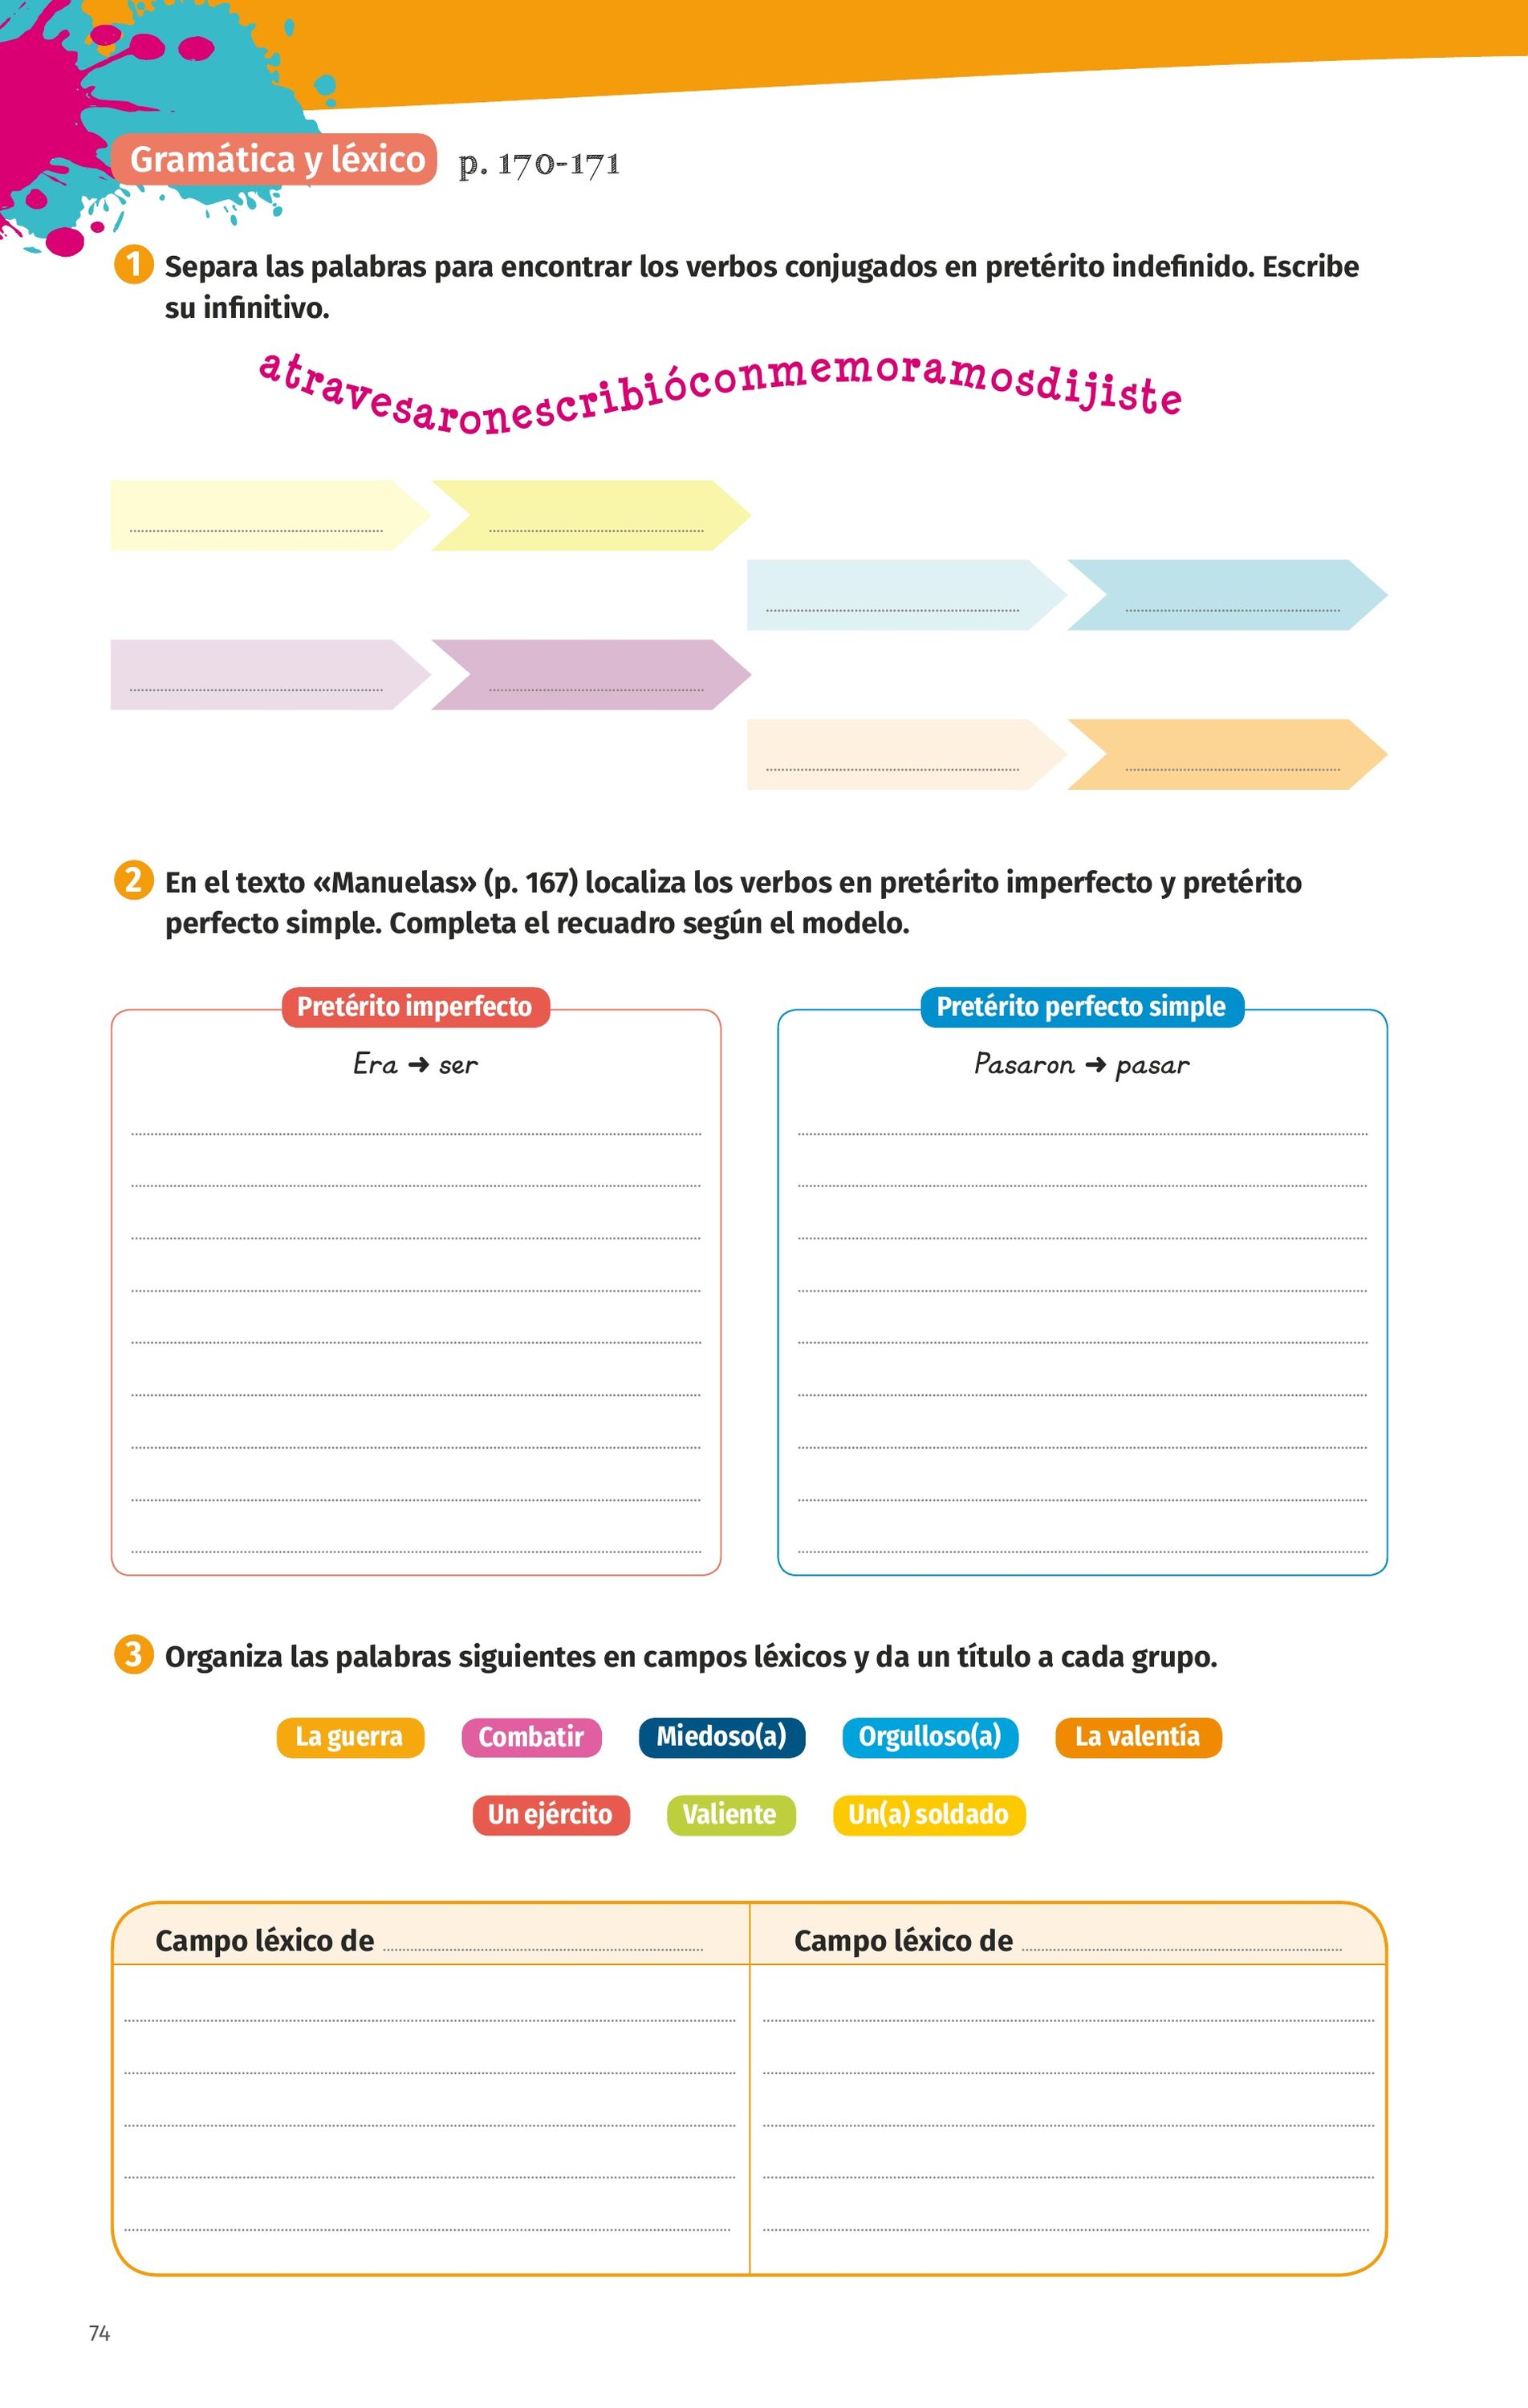 Gramática y léxico p. 170-171
1 Separa las palabras para encontrar los verbos conjugados en pretérito indefinido. Escribe
su infinitivo.
atravesaronescribióconmemoramosdijiste
2 En el texto «Manuelas» (p. 167) localiza los verbos en pretérito imperfecto y pretérito
perfecto simple. Completa el recuadro según el modelo.
Pretérito imperfecto
Era → ser
Pretérito perfecto simple
Pasaron → pasar
3 Organiza las palabras siguientes en campos léxicos y da un título a cada grupo.
La guerra Combatir Miedoso(a) Orgulloso(a) La valentía
Un ejército Valiente Un(a) soldado
Campo léxico de
Campo léxico de
74